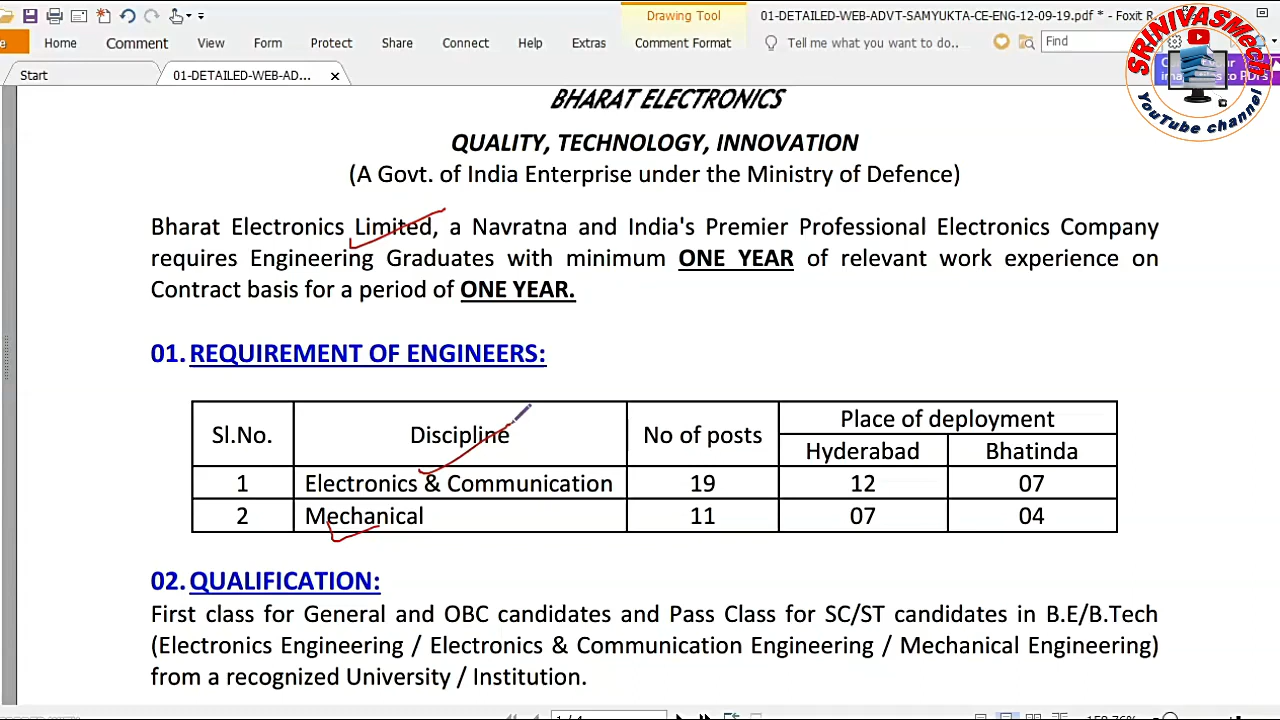 Drawing Tool
01-DETAILED-WEB-ADVT-SAMYUKTA-CE-ENG-12-09-19.pdf * - Foxit R
Home Comment View Form Protect Share Connect Help Extras Comment Format Tell me what you want to do.. Find
SRINIVASMech
YouTube channel
Start 01-DETAILED-WEB-AD... ×
BHARAT ELECTRONICS
QUALITY, TECHNOLOGY, INNOVATION
(A Govt. of India Enterprise under the Ministry of Defence)
Bharat Electronics Limited, a Navratna and India's Premier Professional Electronics Company
requires Engineering Graduates with minimum ONE YEAR of relevant work experience on
Contract basis for a period of ONE YEAR.
01. REQUIREMENT OF ENGINEERS:
Sl.No. Discipline No of posts Place of deployment
Hyderabad Bhatinda
1 Electronics & Communication 19 12 07
2 Mechanical 11 07 04
02. QUALIFICATION:
First class for General and OBC candidates and Pass Class for SC/ST candidates in B.E/B.Tech
(Electronics Engineering / Electronics & Communication Engineering / Mechanical Engineering)
from a recognized University / Institution.